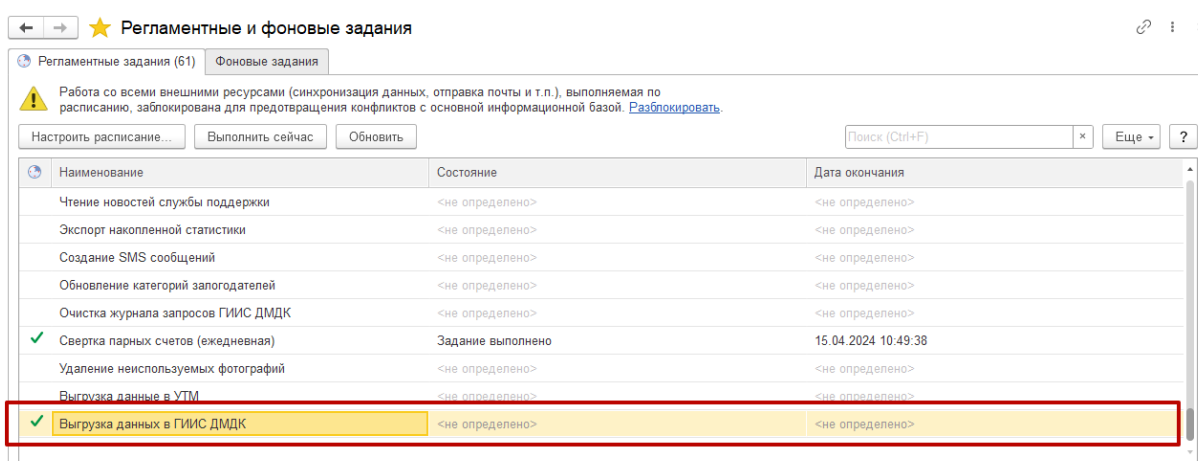 Регламентные и фоновые задания
Регламентные задания (61) Фоновые задания
Работа со всеми внешними ресурсами (синхронизация данных, отправка почты и т.п.), выполняемая по
расписанию, заблокирована для предотвращения конфликтов с основной информационной базой. Разблокировать.
Настроить расписание... Выполнить сейчас Обновить Поиск (Ctrl+F) × Еще ?
Наименование Состояние Дата окончания
Чтение новостей службы поддержки <не определено> <не определено>
Экспорт накопленной статистики <не определено> <не определено>
Создание SMS сообщений <не определено> <не определено>
Обновление категорий залогодателей <не определено> <не определено>
Очистка журнала запросов ГИИС ДМДК <не определено> <не определено>
Свертка парных счетов (ежедневная) Задание выполнено 15.04.2024 10:49:38
Удаление неиспользуемых фотографий <не определено> <не определено>
Выгрузка данные в УТМ <не определено> <не определено>
Выгрузка данных в ГИИС ДМДК <не определено> <не определено>